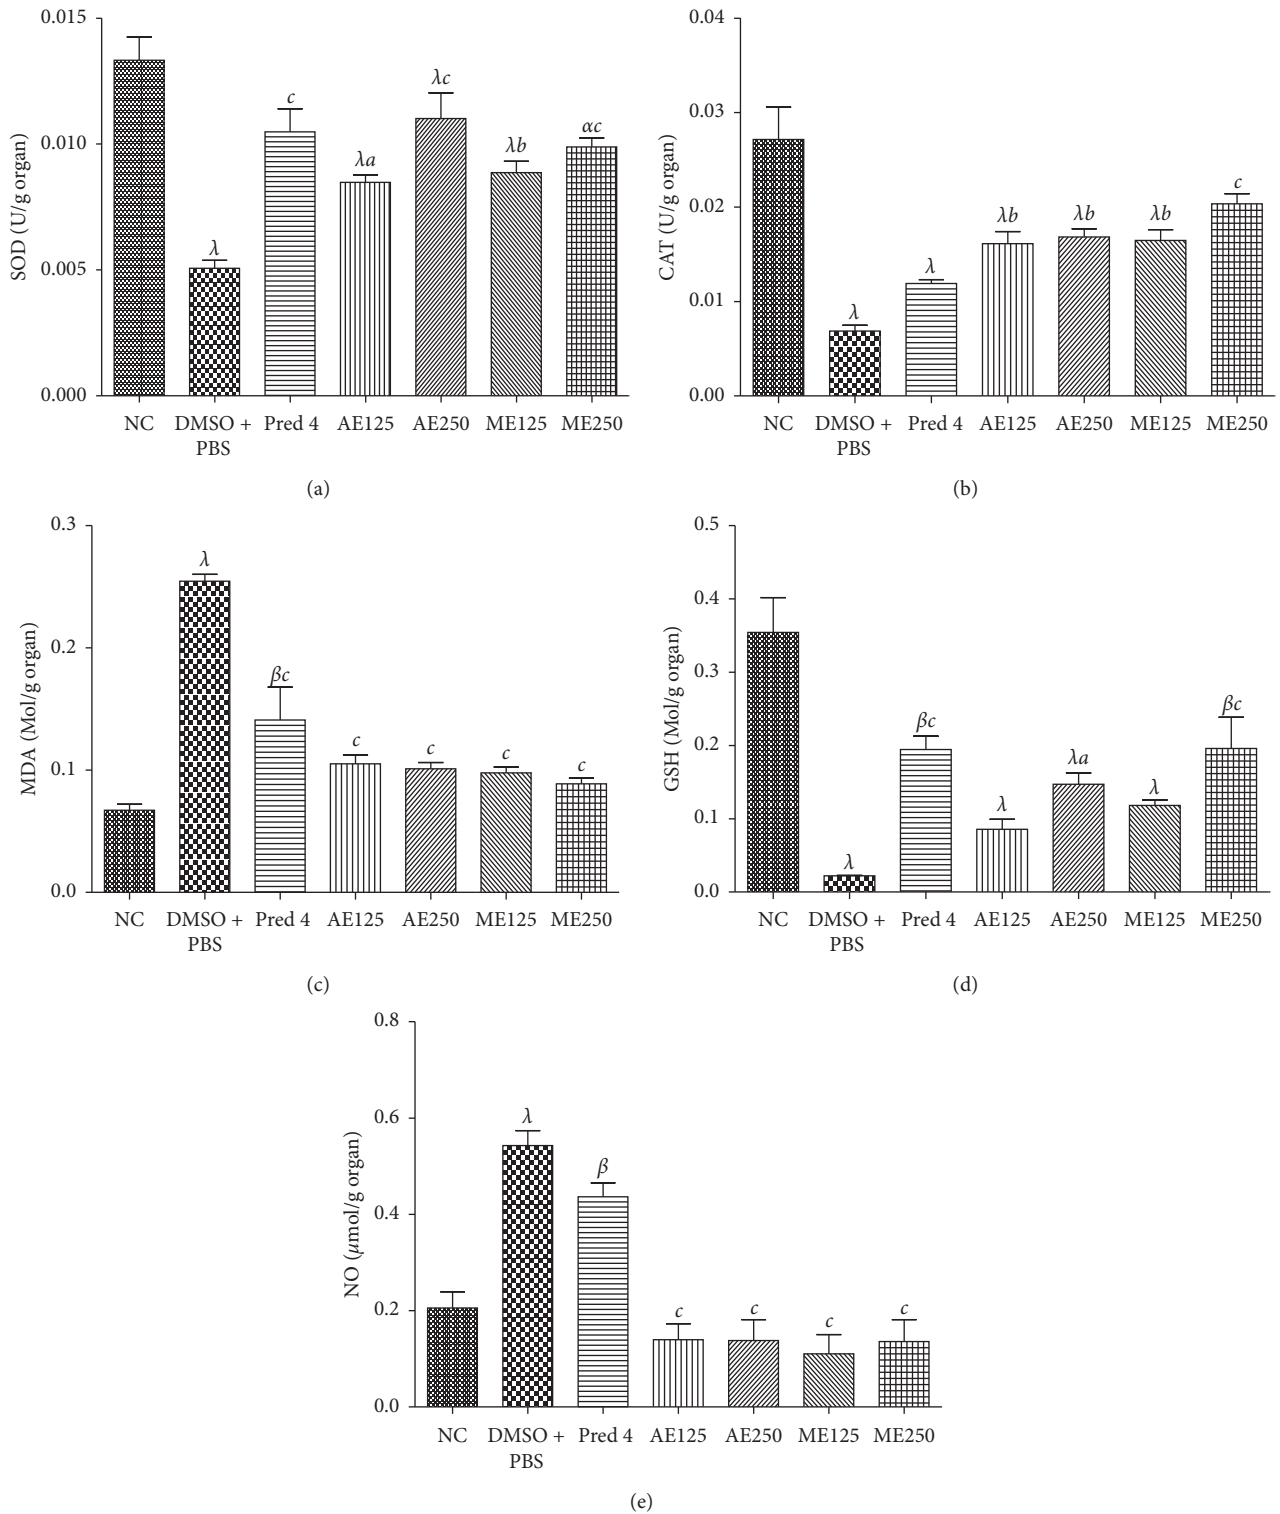 0.015
0.010
0.005
0.000
SOD (U/g organ)
λ
c
λa
λc
λb
αc
NC DMSO + Pred 4 AE125 AE250 ME125 ME250
PBS
(a)
0.04
0.03
0.02
0.01
0.00
CAT (U/g organ)
λ
λ
λb
λb
λb
c
NC DMSO + Pred 4 AE125 AE250 ME125 ME250
PBS
(b)
0.3
0.2
0.1
0.0
MDA (Mol/g organ)
λ
βc
c
c
c
c
NC DMSO + Pred 4 AE125 AE250 ME125 ME250
PBS
(c)
0.5
0.4
0.3
0.2
0.1
0.0
GSH (Mol/g organ)
λ
βc
λ
λa
λ
βc
NC DMSO + Pred 4 AE125 AE250 ME125 ME250
PBS
(d)
0.8
0.6
0.4
0.2
0.0
NO (μmol/g organ)
λ
β
c
c
c
c
NC DMSO + Pred 4 AE125 AE250 ME125 ME250
PBS
(e)